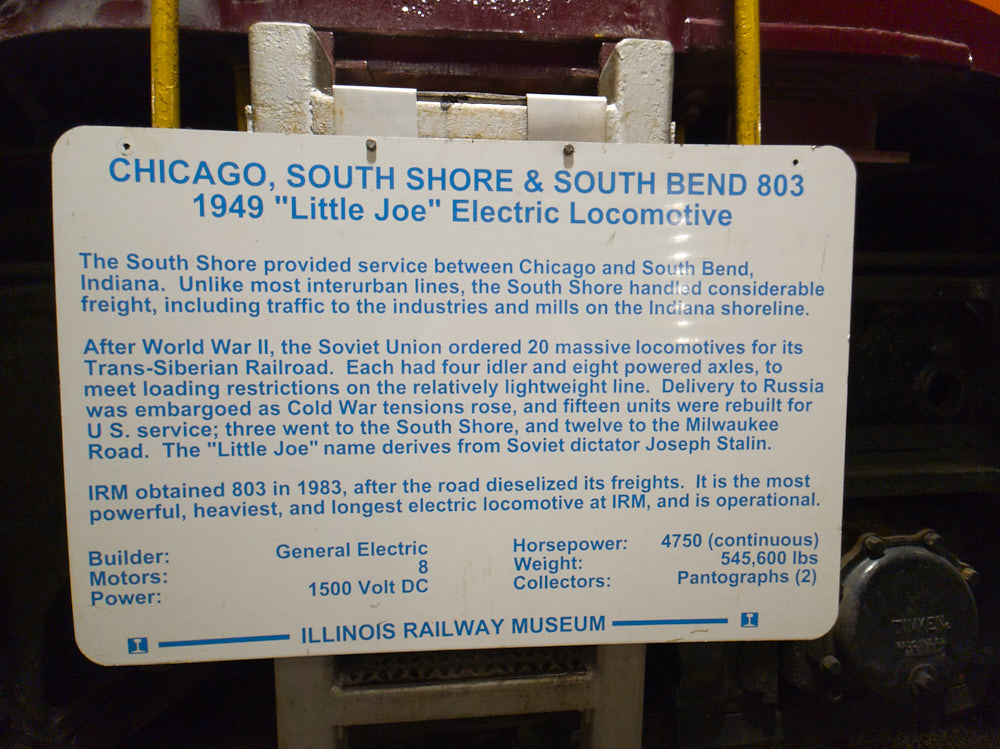 CHICAGO, SOUTH SHORE & SOUTH BEND 803
1949 "Little Joe" Electric Locomotive
The South Shore provided service between Chicago and South Bend,
Indiana. Unlike most interurban lines, the South Shore handled considerable
freight, including traffic to the industries and mills on the Indiana shoreline.
After World War II, the Soviet Union ordered 20 massive locomotives for its
Trans-Siberian Railroad. Each had four idler and eight powered axles, to
meet loading restrictions on the relatively lightweight line. Delivery to Russia
was embargoed as Cold War tensions rose, and fifteen units were rebuilt for
U S. service; three went to the South Shore, and twelve to the Milwaukee
Road. The "Little Joe" name derives from Soviet dictator Joseph Stalin.
IRM obtained 803 in 1983, after the road dieselized its freights. It is the most
powerful, heaviest, and longest electric locomotive at IRM, and is operational.
Builder: General Electric
Motors: 8
Power: 1500 Volt DC
Horsepower: 4750 (continuous)
Weight: 545,600 lbs
Collectors: Pantographs (2)
I ILLINOIS RAILWAY MUSEUM I
TIMKEN